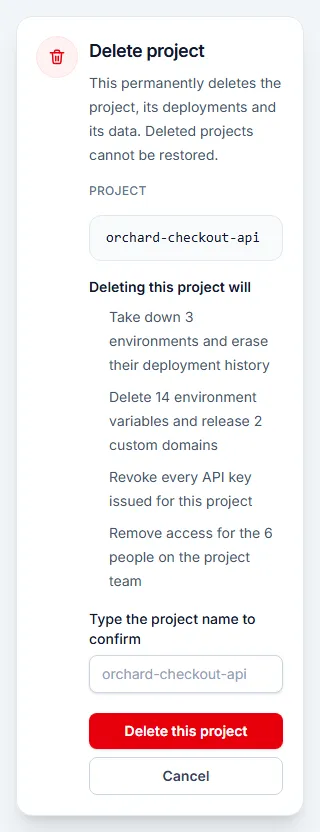 Delete project
This permanently deletes the
project, its deployments and
its data. Deleted projects
cannot be restored.
PROJECT
orchard-checkout-api
Deleting this project will
Take down 3
environments and erase
their deployment history
Delete 14 environment
variables and release 2
custom domains
Revoke every API key
issued for this project
Remove access for the 6
people on the project
team
Type the project name to
confirm
orchard-checkout-api
Delete this project
Cancel